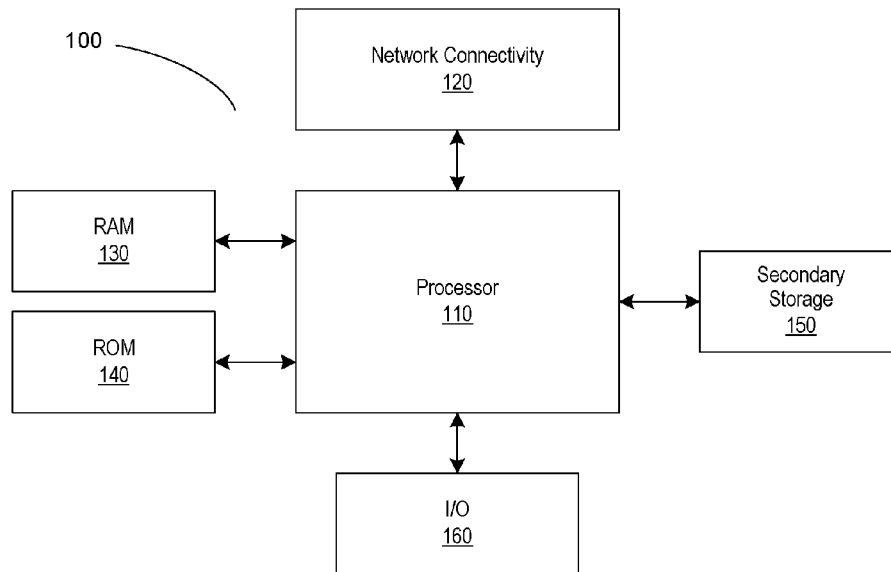 100
Network Connectivity
120
RAM
130
Processor
110
Secondary
Storage
150
ROM
140
I/O
160